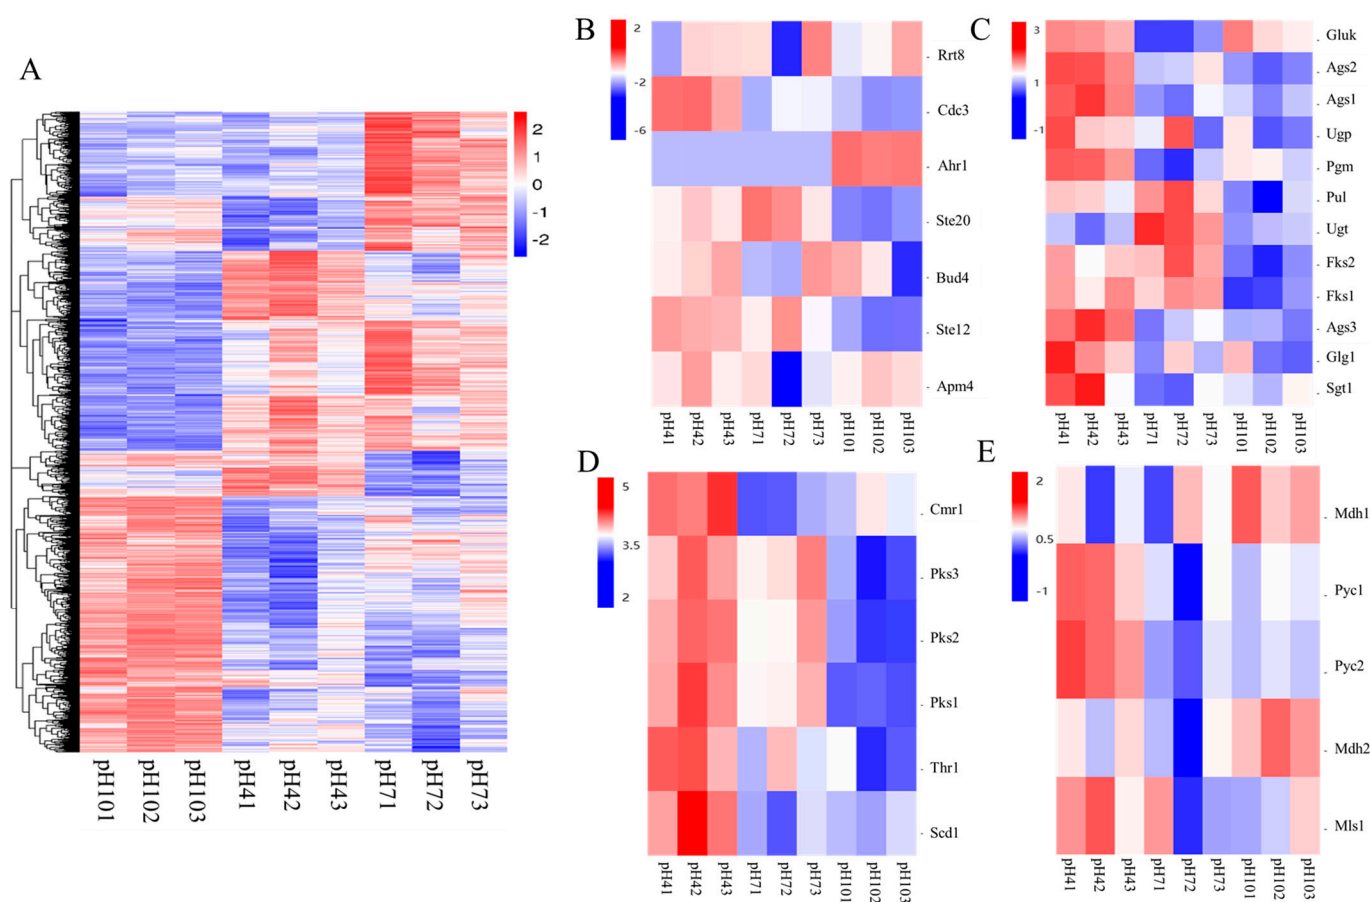 A
2
1
0
-1
-2
pH101
pH102
pH103
pH41
pH42
pH43
pH71
pH72
pH73
B
2
-2
-6
Rrt8
Cdc3
Ahr1
Ste20
Bud4
Ste12
Apm4
pH41
pH42
pH43
pH71
pH72
pH73
pH101
pH102
pH103
C
3
1
-1
Gluk
Ags2
Ags1
Ugp
Pgm
Pul
Ugt
Fks2
Fks1
Ags3
Glg1
Sgt1
pH41
pH42
pH43
pH71
pH72
pH73
pH101
pH102
pH103
D
5
3.5
2
Cmr1
Pks3
Pks2
Pks1
Thr1
Scd1
pH41
pH42
pH43
pH71
pH72
pH73
pH101
pH102
pH103
E
2
0.5
-1
Mdh1
Pyc1
Pyc2
Mdh2
Mls1
pH41
pH42
pH43
pH71
pH72
pH73
pH101
pH102
pH103